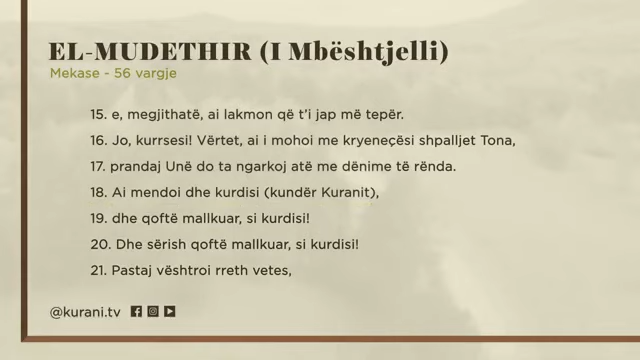 EL-MUDETHIR (I Mbështjelli)
Mekase - 56 vargje
15. e, megjithatë, ai lakmon që t'i jap më tepër.
16. Jo, kurrsesi! Vërtet, ai i mohoi me kryeneçësi shpalljet Tona,
17. prandaj Unë do ta ngarkoj atë me dënime të rënda.
18. Ai mendoi dhe kurdisi (kundër Kuranit),
19. dhe qoftë mallkuar, si kurdisi!
20. Dhe sërish qoftë mallkuar, si kurdisi!
21. Pastaj vështroi rreth vetes,
@kurani.tv